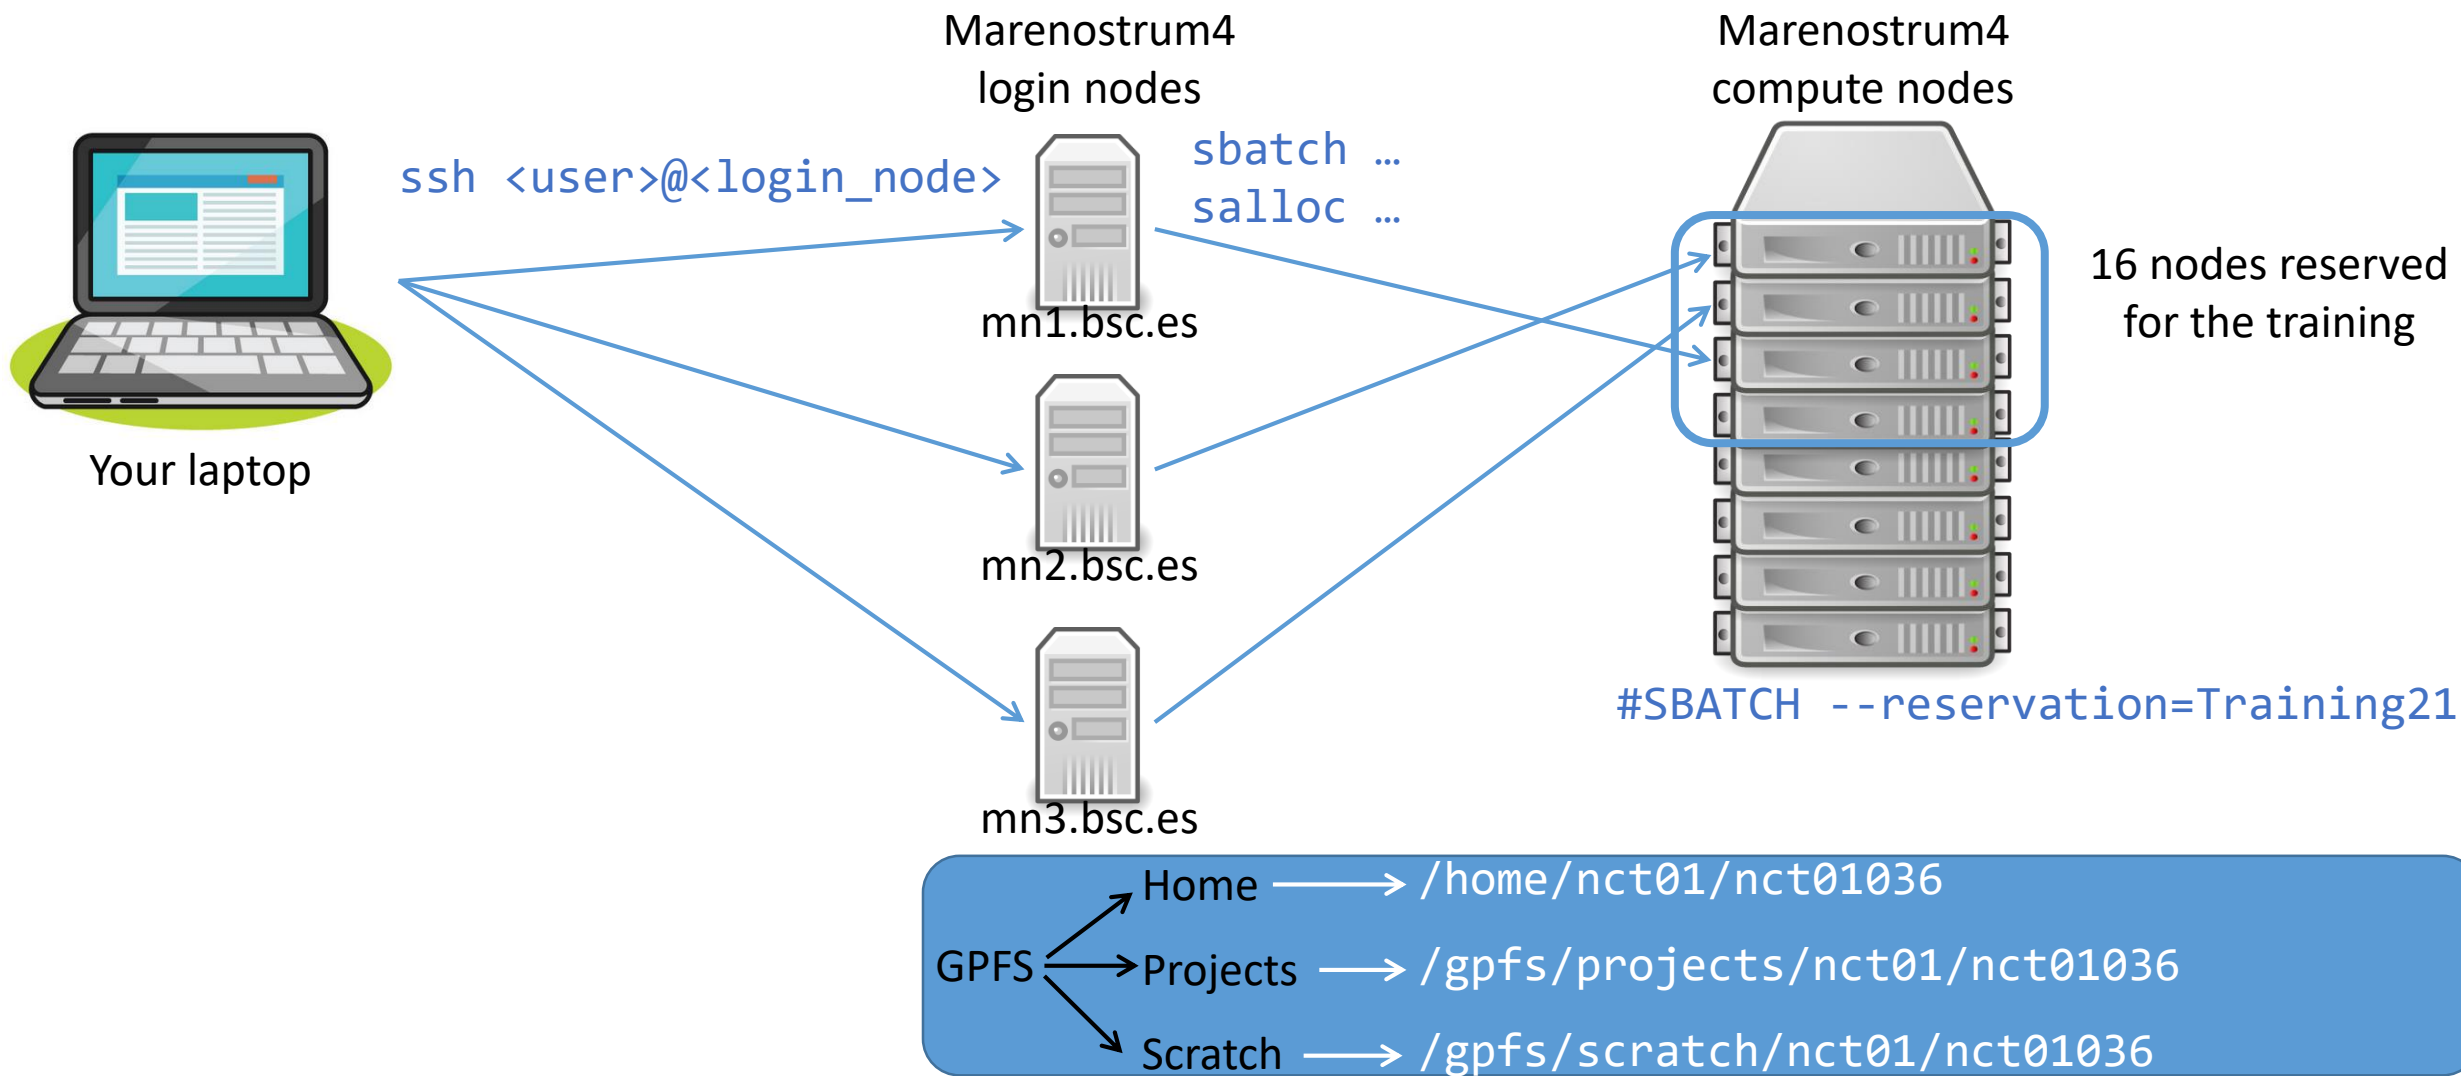 Marenostrum4
login nodes
Marenostrum4
compute nodes
ssh <user>@<login_node>
sbatch …
salloc …
16 nodes reserved
for the training
Your laptop
mn1.bsc.es
mn2.bsc.es
mn3.bsc.es
#SBATCH --reservation=Training21
GPFS
Home
/home/nct01/nct01036
Projects
/gpfs/projects/nct01/nct01036
Scratch
/gpfs/scratch/nct01/nct01036